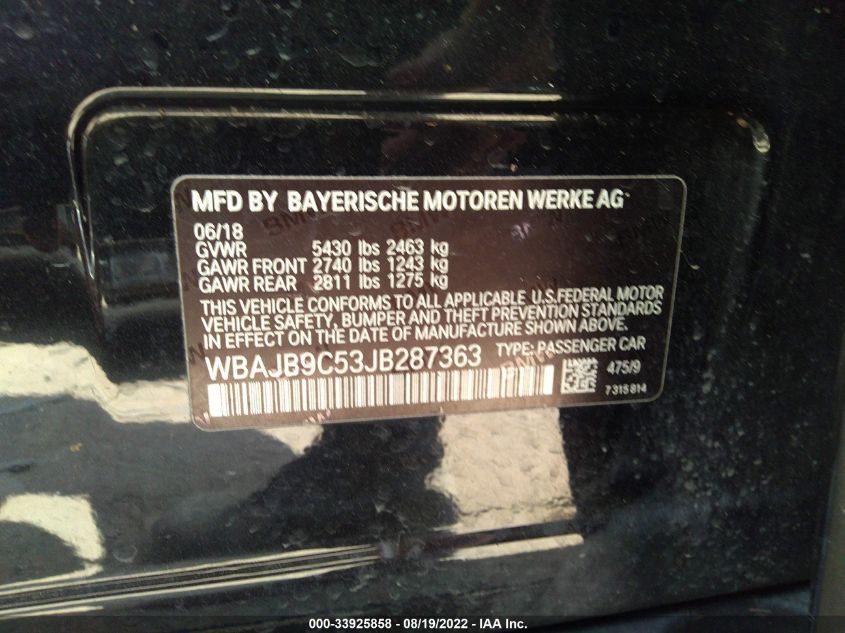 MFD BY BAYERISCHE MOTOREN WERKE AG
06/18
GVWR 5430 lbs 2463 kg
GAWR FRONT 2740 lbs 1243 kg
GAWR REAR 2811 lbs 1275 kg
THIS VEHICLE CONFORMS TO ALL APPLICABLE U.S.FEDERAL MOTOR
VEHICLE SAFETY, BUMPER AND THEFT PREVENTION STANDARDS
IN EFFECT ON THE DATE OF MANUFACTURE SHOWN ABOVE.
WBAJB9C53JB287363 TYPE: PASSENGER CAR
475/9
7315814
000-33925858 - 08/19/2022 - IAA Inc.